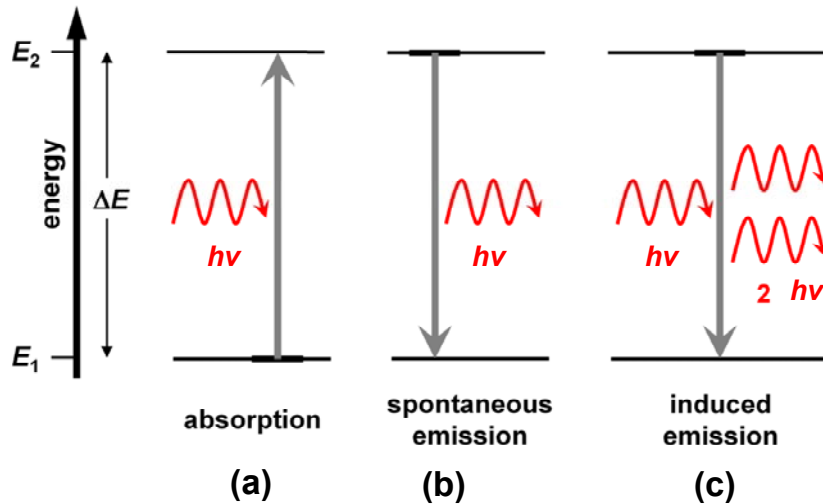 E₂
energy
ΔE
E₁
hν
absorption
(a)
hν
spontaneous
emission
(b)
hν
2 hν
induced
emission
(c)